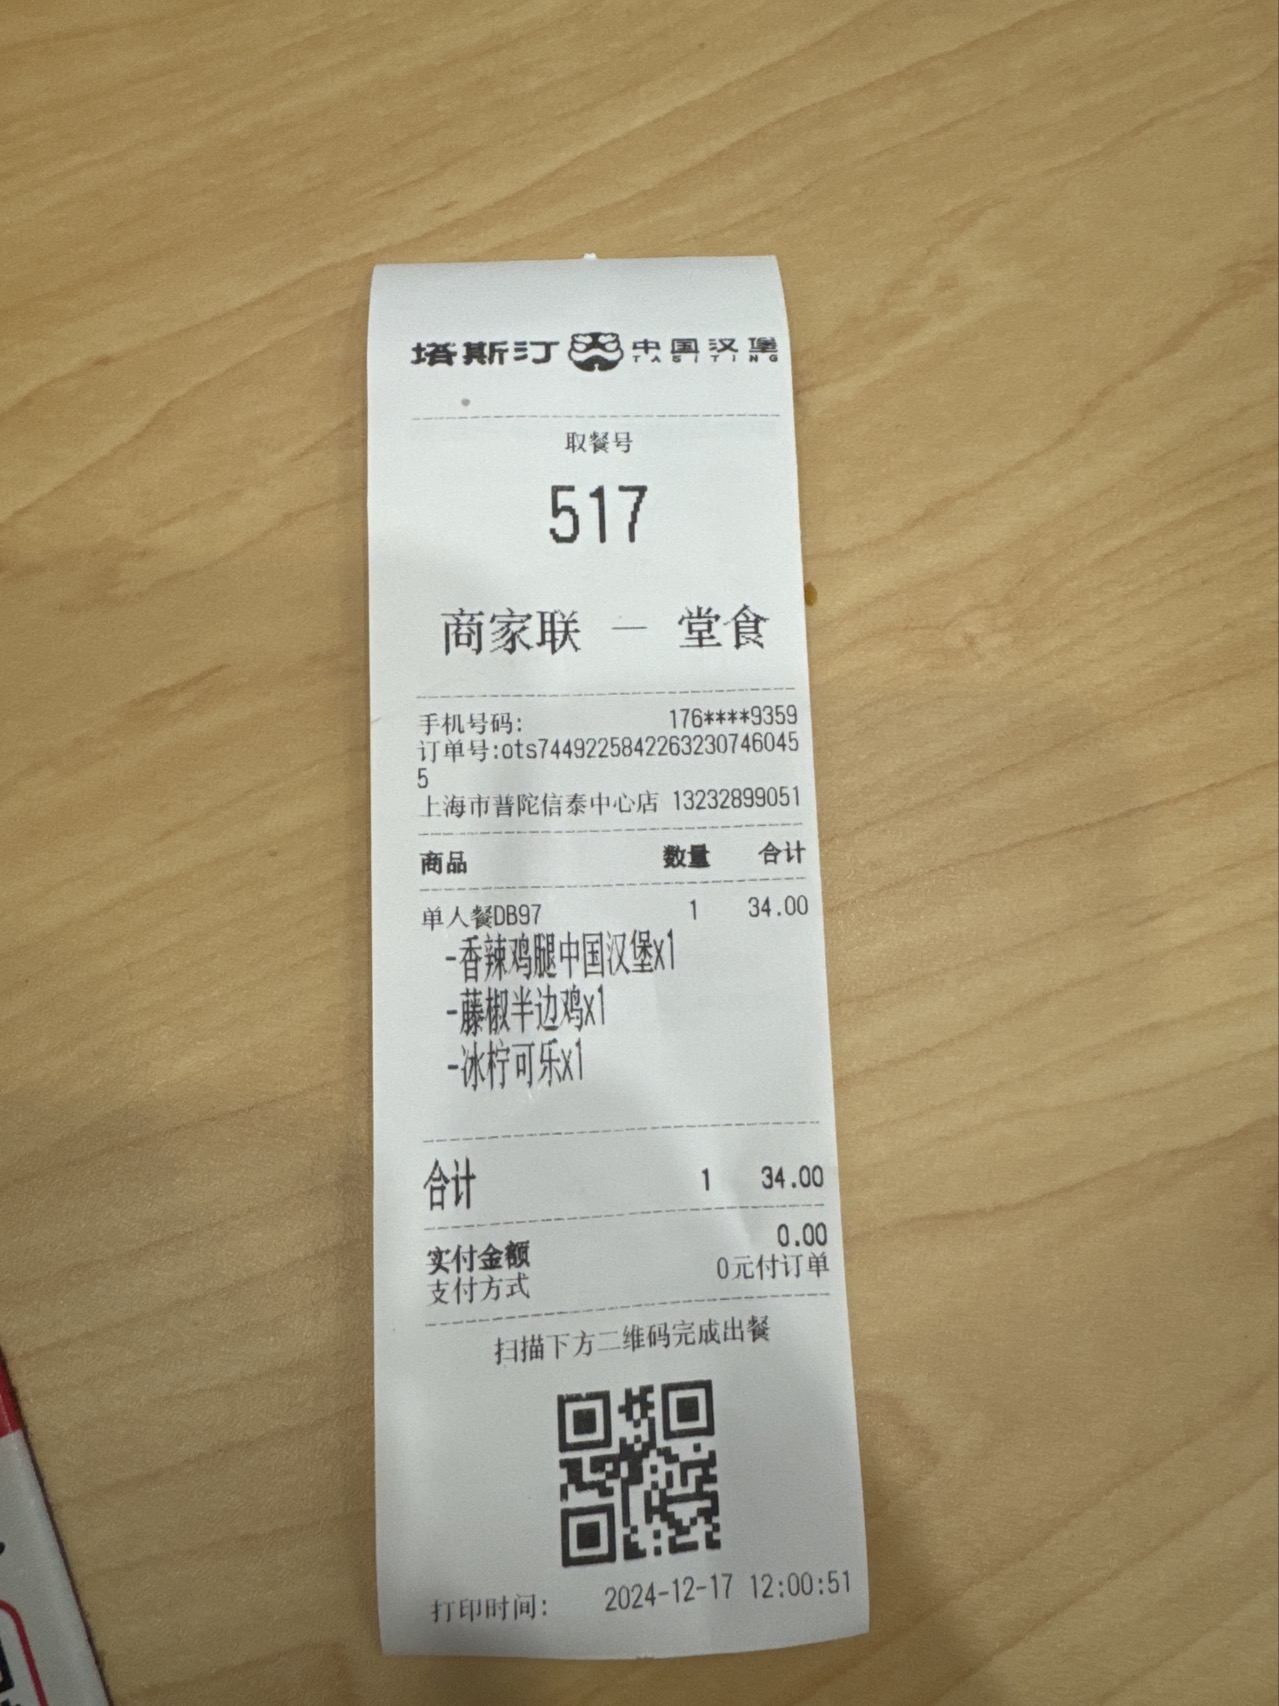 塔斯汀 中国汉堡
TASITING
取餐号
517
商家联 — 堂食
手机号码: 176****9359
订单号:ots7449225842263230746045
5
上海市普陀信泰中心店 13232899051
商品 数量 合计
单人餐DB97 1 34.00
-香辣鸡腿中国汉堡x1
-藤椒半边鸡x1
-冰柠可乐x1
合计 1 34.00
实付金额 0.00
支付方式 0元付订单
扫描下方二维码完成出餐
打印时间: 2024-12-17 12:00:51